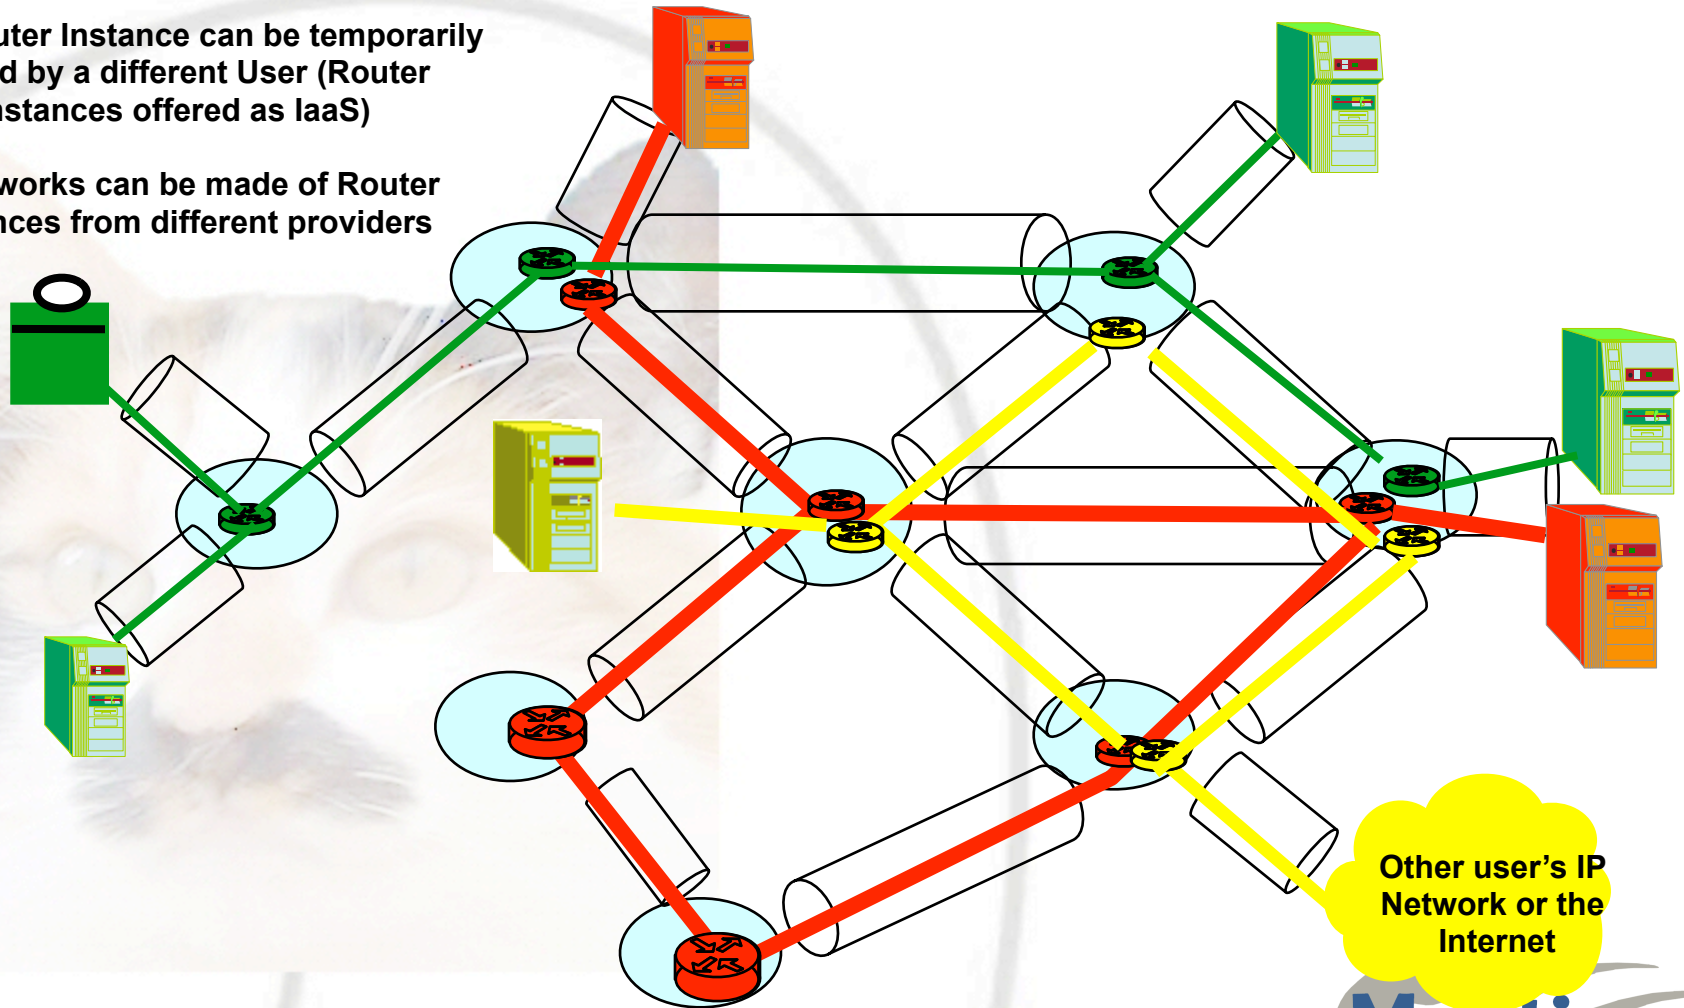 uter Instance can be temporarily
d by a different User (Router
nstances offered as IaaS)
works can be made of Router
nces from different providers
Other user’s IP
Network or the
Internet